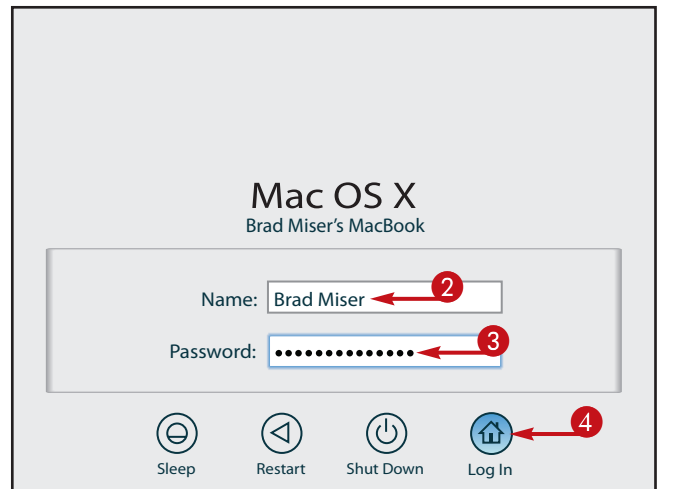 Mac OS X
Brad Miser's MacBook
Name: Brad Miser 2
Password: •••••••••••••• 3
4
Sleep Restart Shut Down Log In